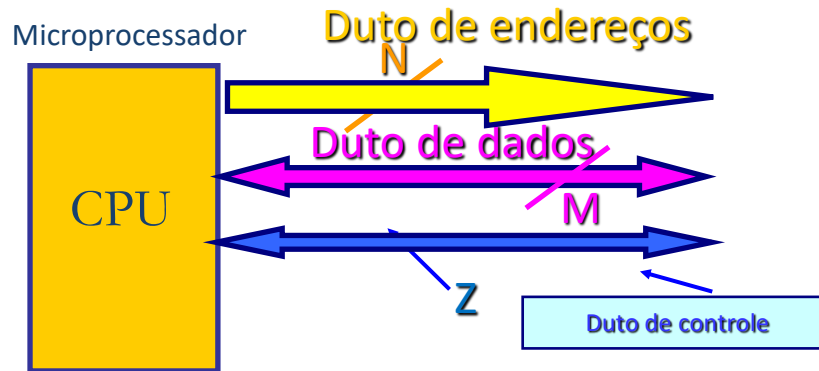 Duto de endereços
Microprocessador
N
Duto de dados
CPU
M
Z
Duto de controle